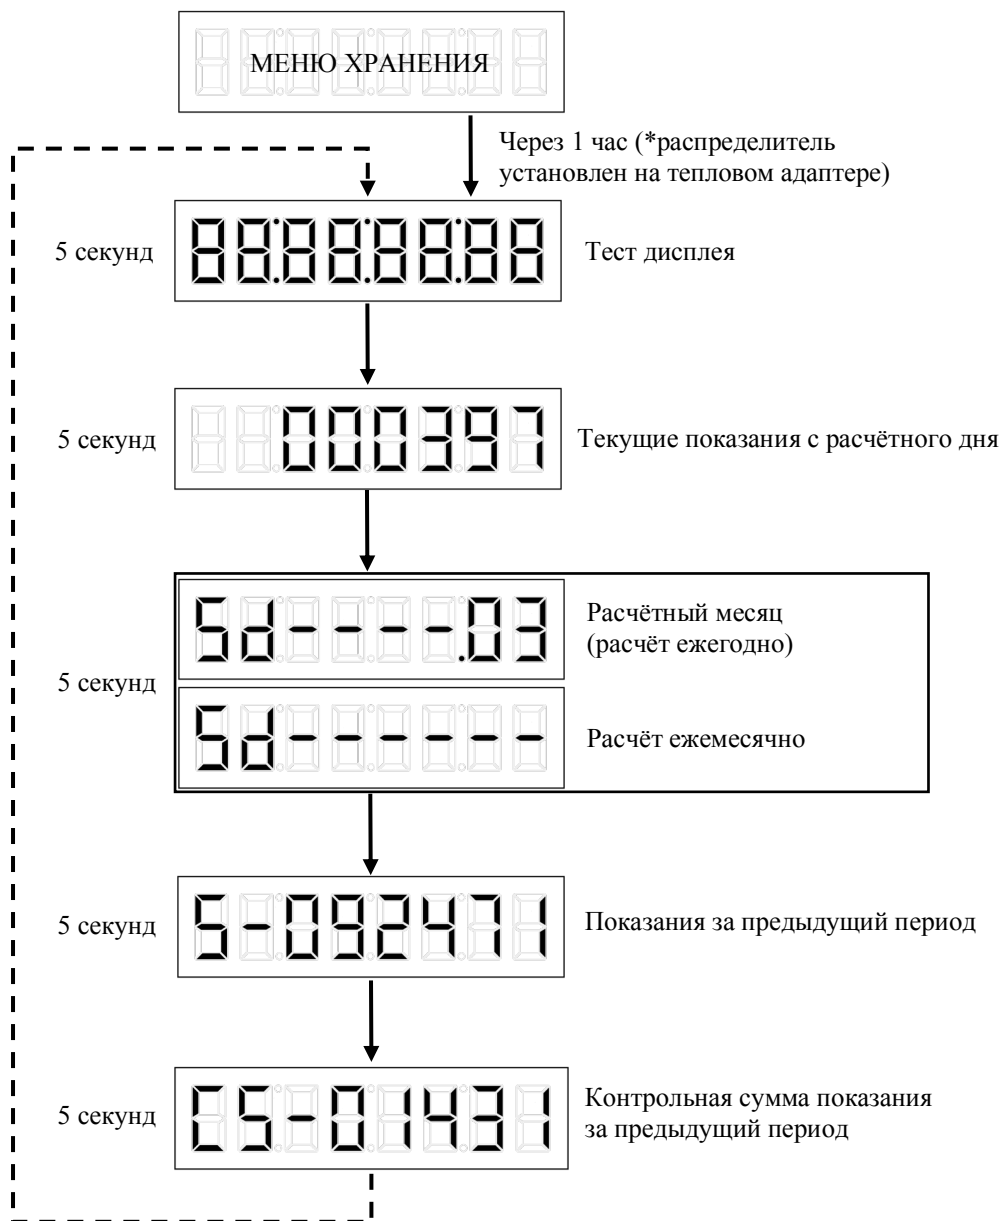 МЕНЮ ХРАНЕНИЯ
Через 1 час (*распределитель
установлен на тепловом адаптере)
5 секунд
88:88:88:88
Тест дисплея
5 секунд
000397
Текущие показания с расчётного дня
5 секунд
Sd----.03
Расчётный месяц
(расчёт ежегодно)
Sd------
Расчёт ежемесячно
5 секунд
S-092471
Показания за предыдущий период
5 секунд
CS-01431
Контрольная сумма показания
за предыдущий период